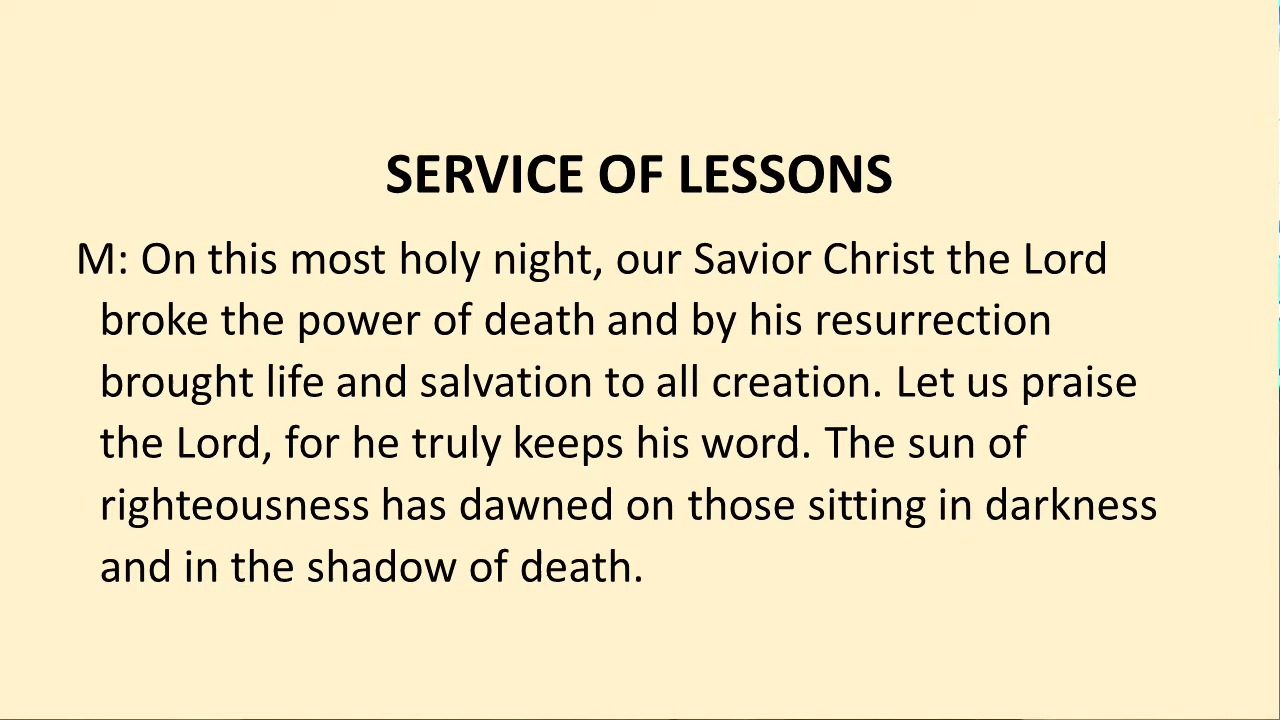 SERVICE OF LESSONS
M: On this most holy night, our Savior Christ the Lord
broke the power of death and by his resurrection
brought life and salvation to all creation. Let us praise
the Lord, for he truly keeps his word. The sun of
righteousness has dawned on those sitting in darkness
and in the shadow of death.